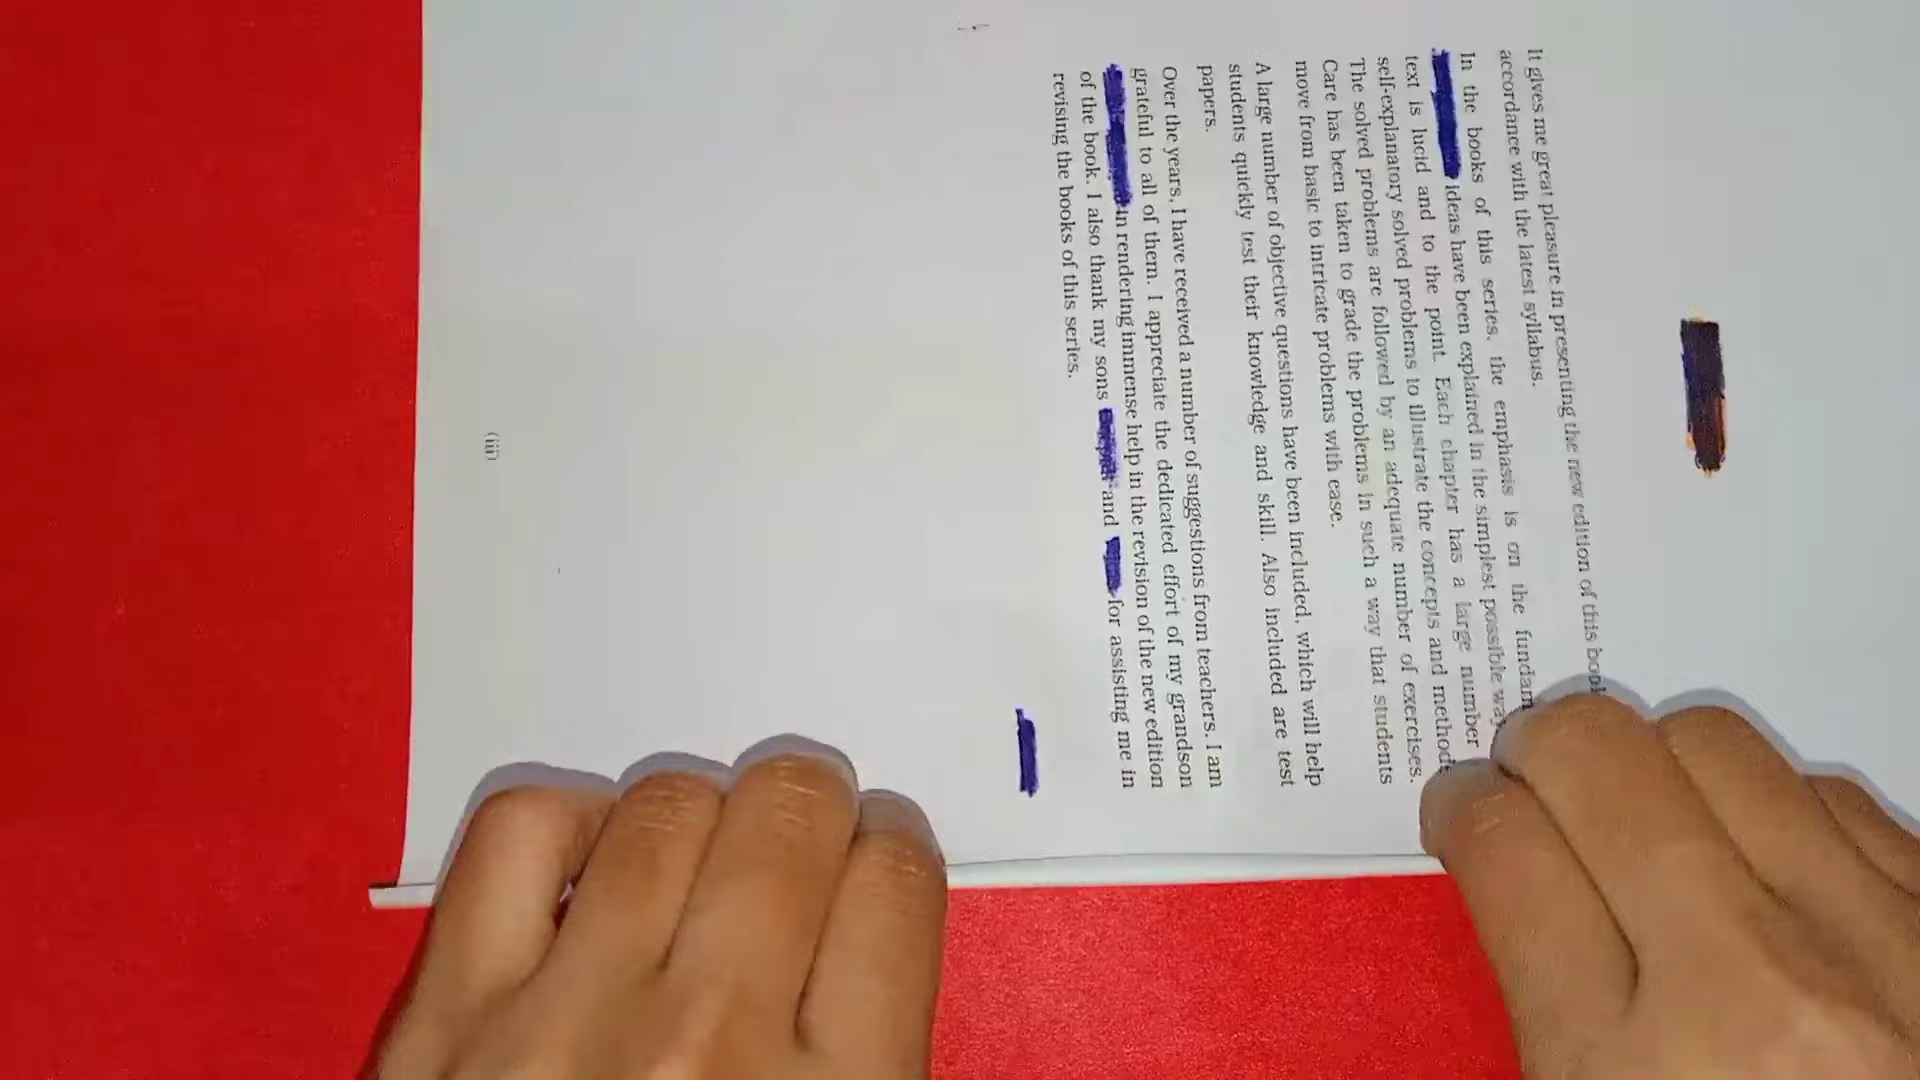 It gives me great pleasure in presenting the new edition of this
accordance with the latest syllabus.
In the books of this series, the emphasis is on the
ideas have been explained in the simplest possible way
text is lucid and to the point. Each chapter has a large number
self-explanatory solved problems to illustrate the concepts and
The solved problems are followed by an adequate number of exercises.
Care has been taken to grade the problems in such a way that students
move from basic to intricate problems with ease.
A large number of objective questions have been included, which will help
students quickly test their knowledge and skill. Also included are test
papers.
Over the years, I have received a number of suggestions from teachers. I am
grateful to all of them. I appreciate the dedicated effort of my grandson
in rendering immense help in the revision of the new edition
of the book. I also thank my sons and for assisting me in
revising the books of this series.
(iii)